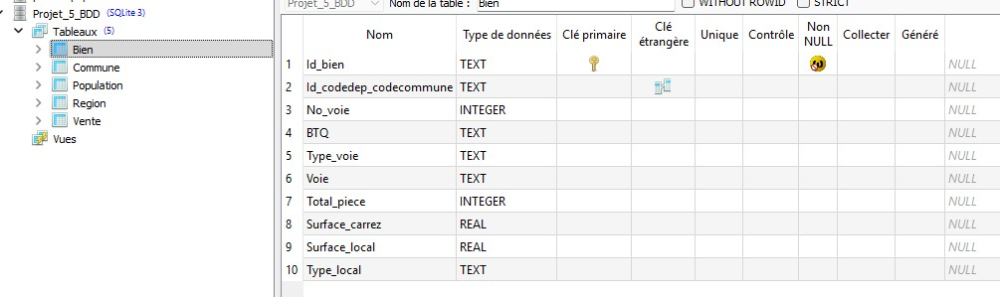 Projet_5_BDD (SQLite 3)
Tableaux (5)
Bien
Commune
Population
Region
Vente
Vues
Projet_5_BDD Nom de la table : Bien WITHOUT ROWID STRICT
Nom Type de données Clé primaire Clé étrangère Unique Contrôle Non NULL Collecter Généré
1 Id_bien TEXT NULL
2 Id_codedep_codecommune TEXT NULL
3 No_voie INTEGER NULL
4 BTQ TEXT NULL
5 Type_voie TEXT NULL
6 Voie TEXT NULL
7 Total_piece INTEGER NULL
8 Surface_carrez REAL NULL
9 Surface_local REAL NULL
10 Type_local TEXT NULL